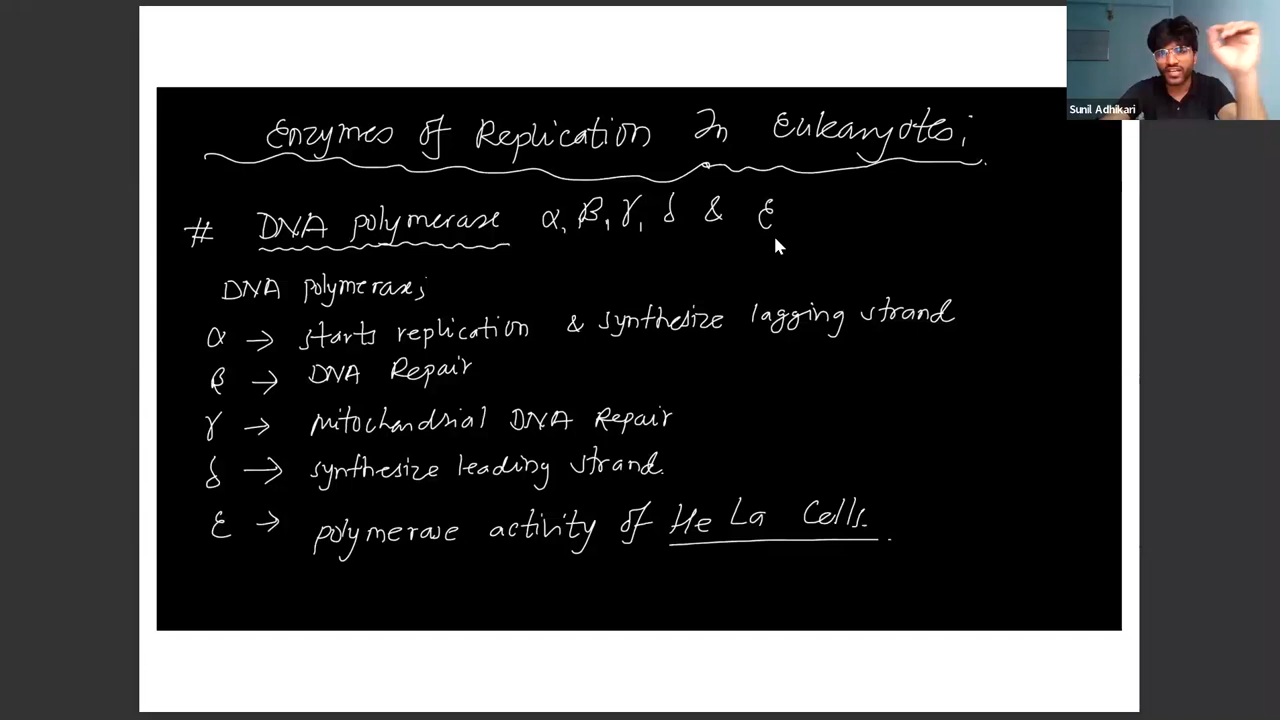 Sunil Adhikari
Enzymes of Replication In Eukaryotes;
# DNA polymerase α, β, γ, δ & ε
DNA polymerase;
α → starts replication & synthesize lagging strand
β → DNA Repair
γ → mitochandrial DNA Repair
δ → synthesize leading strand.
ε → polymerase activity of He La Cells.